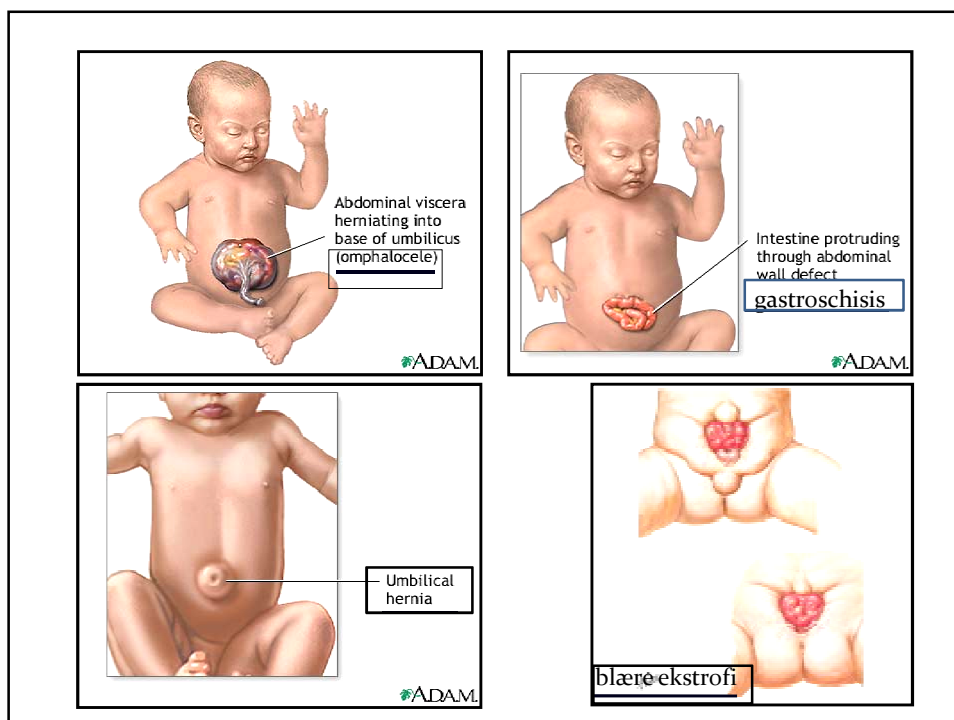 Abdominal viscera
herniating into
base of umbilicus
(omphalocele)
A.D.A.M.
Intestine protruding
through abdominal
wall defect
gastroschisis
A.D.A.M.
Umbilical
hernia
A.D.A.M.
blære ekstrofi